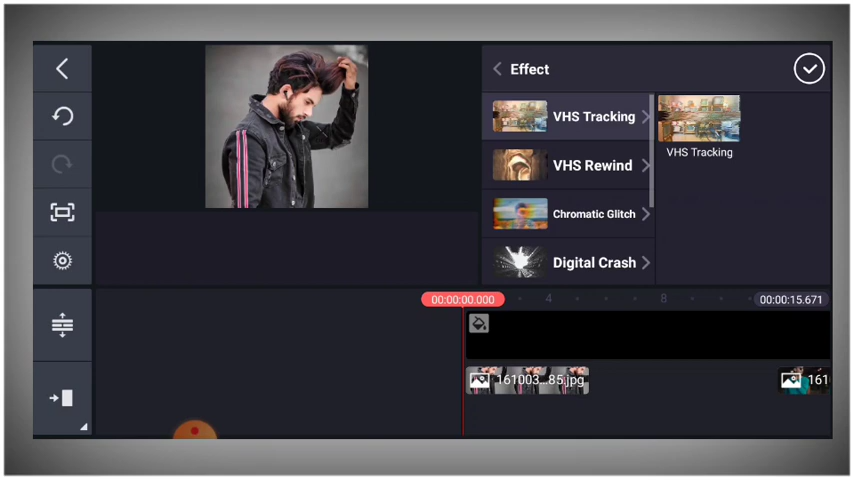 Effect
VHS Tracking
VHS Tracking
VHS Rewind
Chromatic Glitch
Digital Crash
00:00:00.000
4
8
00:00:15.671
161003...85.jpg
161